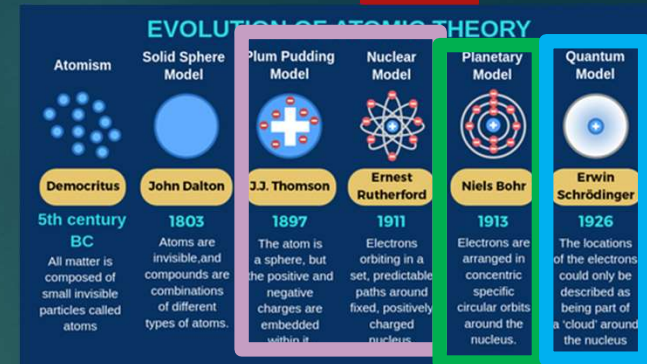 EVOLUTION OF ATOMIC THEORY
Atomism
Democritus
5th century
BC
All matter is
composed of
small invisible
particles called
atoms
Solid Sphere
Model
John Dalton
1803
Atoms are
invisible,and
compounds are
combinations
of different
types of atoms.
Plum Pudding
Model
J.J. Thomson
1897
The atom is
a sphere, but
the positive and
negative
charges are
embedded
within it.
Nuclear
Model
Ernest
Rutherford
1911
Electrons
orbiting in a
set, predictable
paths around
fixed, positively
charged
nucleus
Planetary
Model
Niels Bohr
1913
Electrons are
arranged in
concentric
specific
circular orbits
around the
nucleus.
Quantum
Model
Erwin
Schrödinger
1926
The locations
of the electrons
could only be
described as
being part of
a ‘cloud’ around
the nucleus